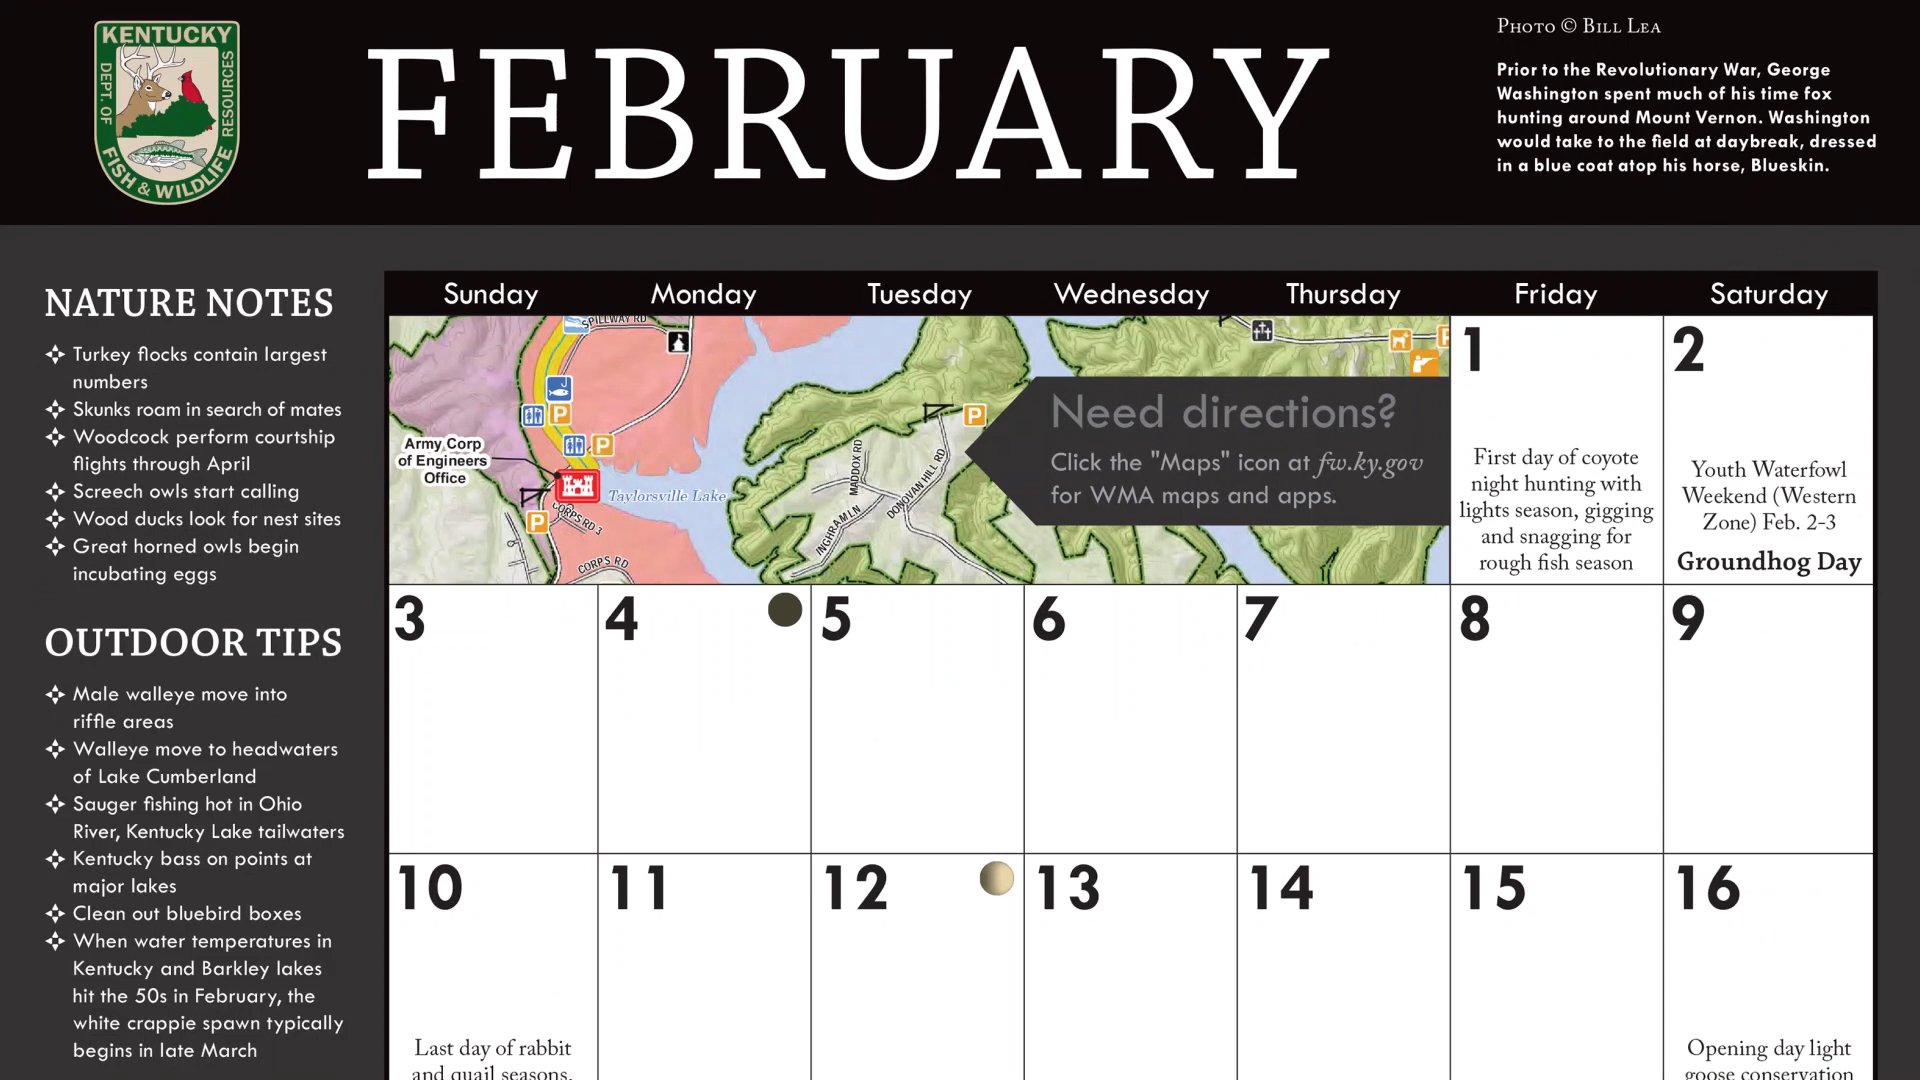 KENTUCKY
DEPT. OF
RESOURCES
FISH & WILDLIFE
FEBRUARY
PHOTO © BILL LEA
Prior to the Revolutionary War, George
Washington spent much of his time fox
hunting around Mount Vernon. Washington
would take to the field at daybreak, dressed
in a blue coat atop his horse, Blueskin.
NATURE NOTES
Turkey flocks contain largest
numbers
Skunks roam in search of mates
Woodcock perform courtship
flights through April
Screech owls start calling
Wood ducks look for nest sites
Great horned owls begin
incubating eggs
OUTDOOR TIPS
Male walleye move into
riffle areas
Walleye move to headwaters
of Lake Cumberland
Sauger fishing hot in Ohio
River, Kentucky Lake tailwaters
Kentucky bass on points at
major lakes
Clean out bluebird boxes
When water temperatures in
Kentucky and Barkley lakes
hit the 50s in February, the
white crappie spawn typically
begins in late March
Sunday Monday Tuesday Wednesday Thursday Friday Saturday
SPILLWAY RD
P
P
Army Corp
of Engineers
Office
Taylorsville Lake
P
CORPS RD 3
CORPS RD
MADDOX RD
DONOVAN HILL RD
INGHRAM LN
P
P
Need directions?
Click the "Maps" icon at fw.ky.gov
for WMA maps and apps.
1
First day of coyote
night hunting with
lights season, gigging
and snagging for
rough fish season
2
Youth Waterfowl
Weekend (Western
Zone) Feb. 2-3
Groundhog Day
3 4 5 6 7 8 9
10 11 12 13 14 15 16
Last day of rabbit
and quail seasons,
Opening day light
goose conservation